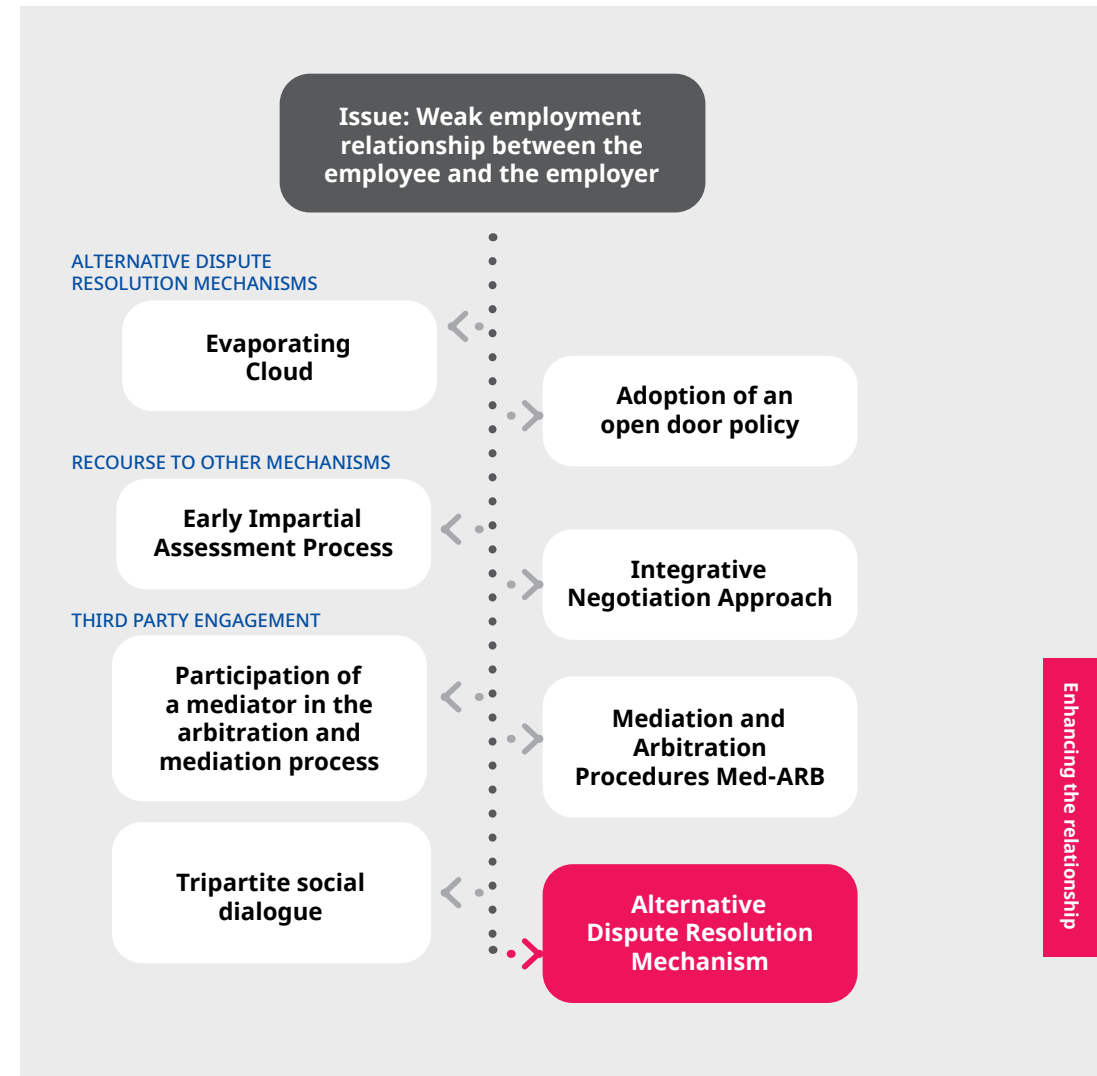 Issue: Weak employment
relationship between the
employee and the employer
ALTERNATIVE DISPUTE
RESOLUTION MECHANISMS
Evaporating
Cloud
Adoption of an
open door policy
RECOURSE TO OTHER MECHANISMS
Early Impartial
Assessment Process
Integrative
Negotiation Approach
THIRD PARTY ENGAGEMENT
Participation of
a mediator in the
arbitration and
mediation process
Mediation and
Arbitration
Procedures Med-ARB
Tripartite social
dialogue
Alternative
Dispute Resolution
Mechanism
Enhancing the relationship